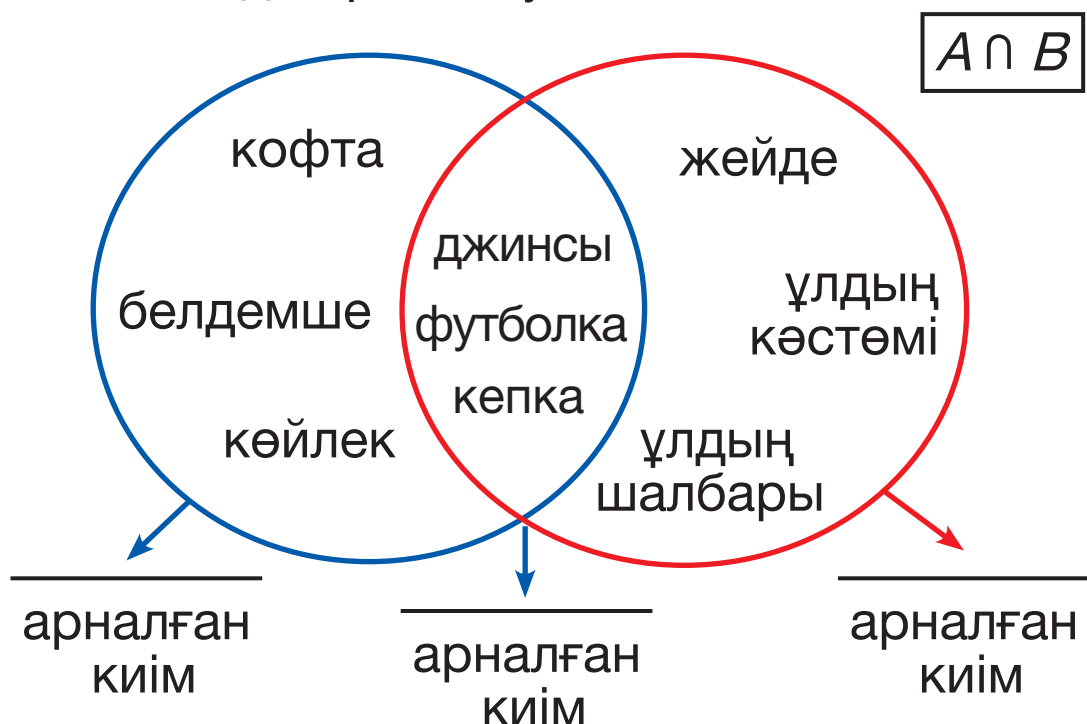 A ∩ B
кофта
жейде
джинсы
ұлдың
кәстөмі
белдемше
футболка
кепка
көйлек
ұлдың
шалбары
арналған
киім
арналған
киім
арналған
киім